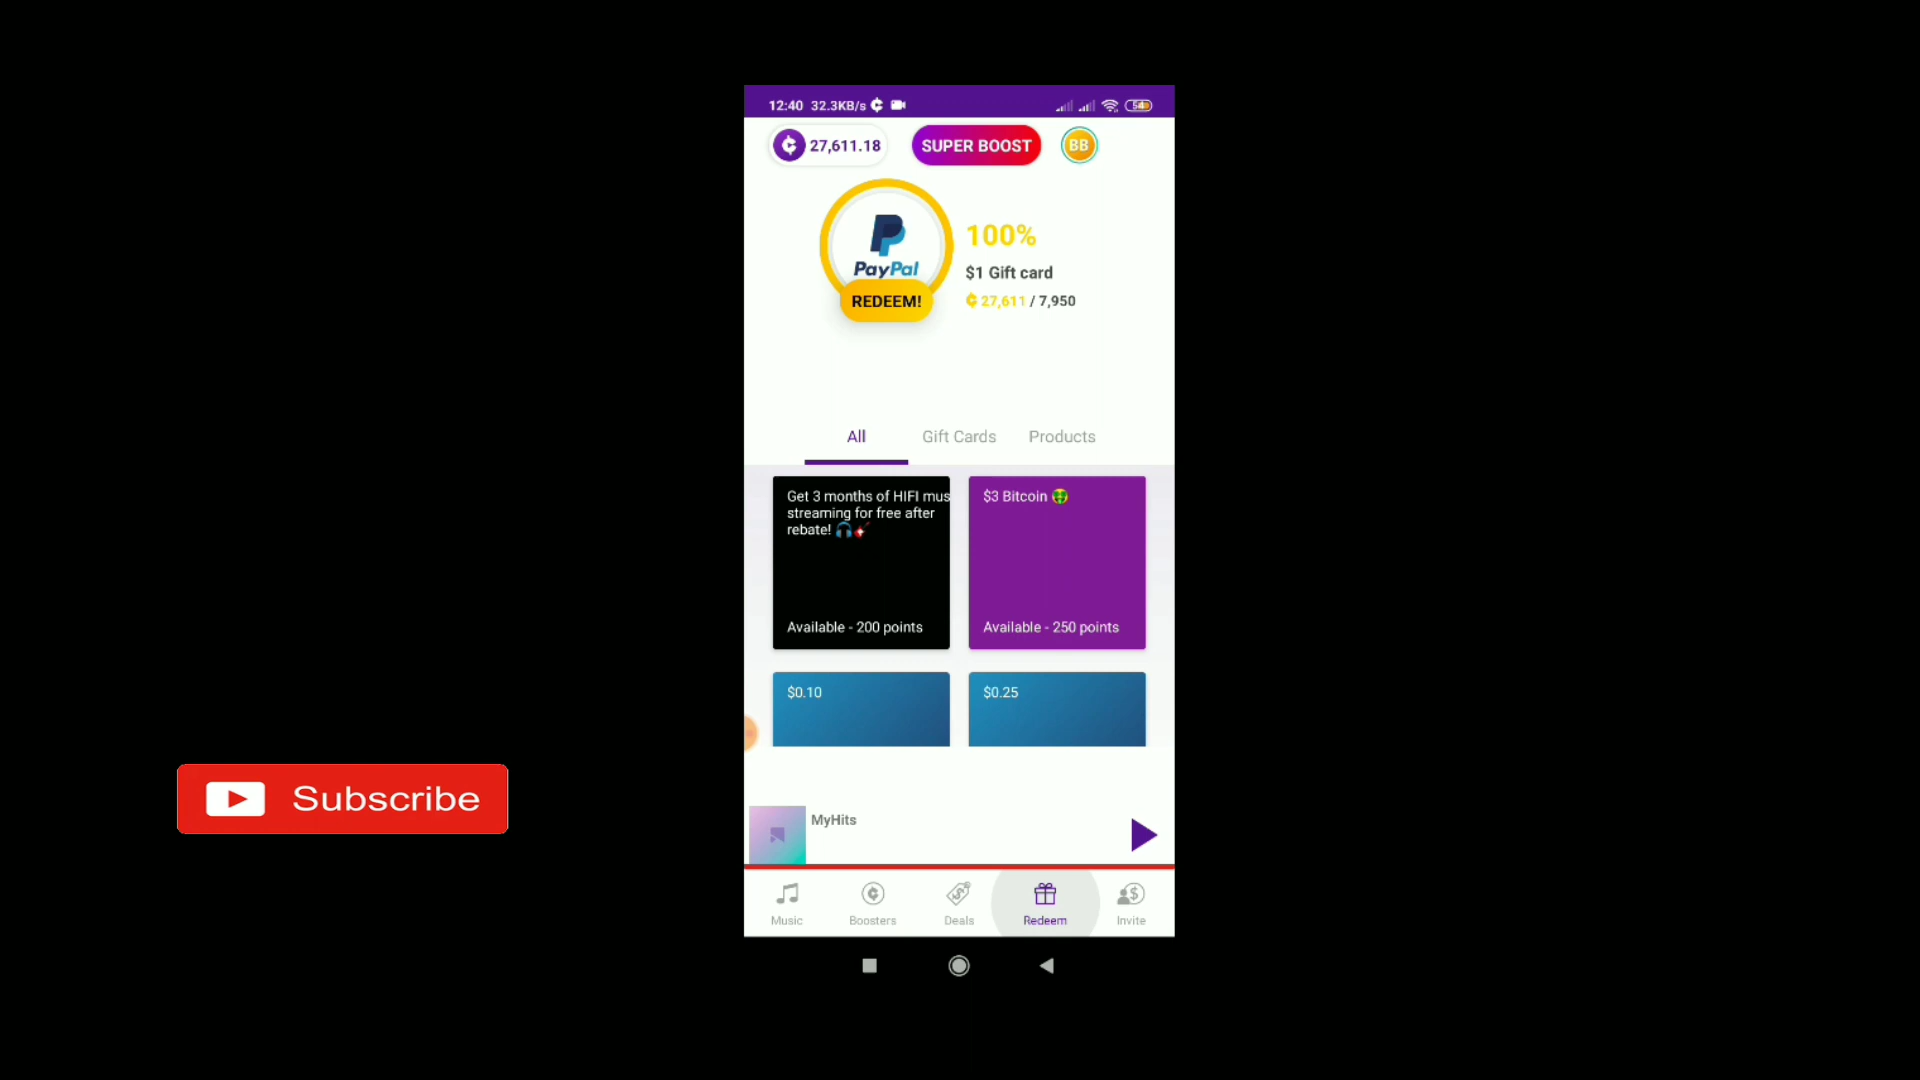 12:40 32.3KB/s
54
27,611.18
SUPER BOOST
BB
PayPal
REDEEM!
100%
$1 Gift card
27,611 / 7,950
All
Gift Cards
Products
Get 3 months of HIFI mus
streaming for free after
rebate!
Available - 200 points
$3 Bitcoin
Available - 250 points
$0.10
$0.25
Subscribe
MyHits
Music
Boosters
Deals
Redeem
Invite